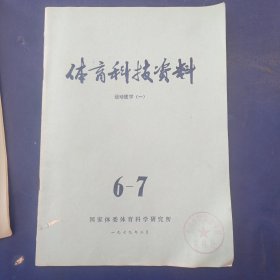 体育科技资料
运动医学(一)
6-7
国家体委体育科学研究所
一九七九年二月